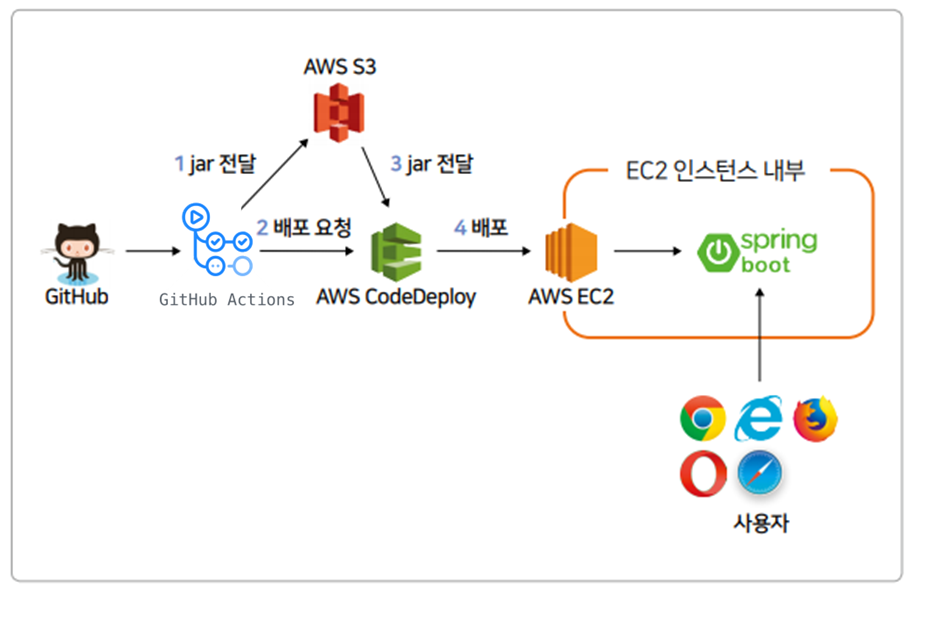 AWS S3
1 jar 전달
3 jar 전달
EC2 인스턴스 내부
2 배포 요청
4 배포
spring
boot
GitHub
GitHub Actions
AWS CodeDeploy
AWS EC2
사용자